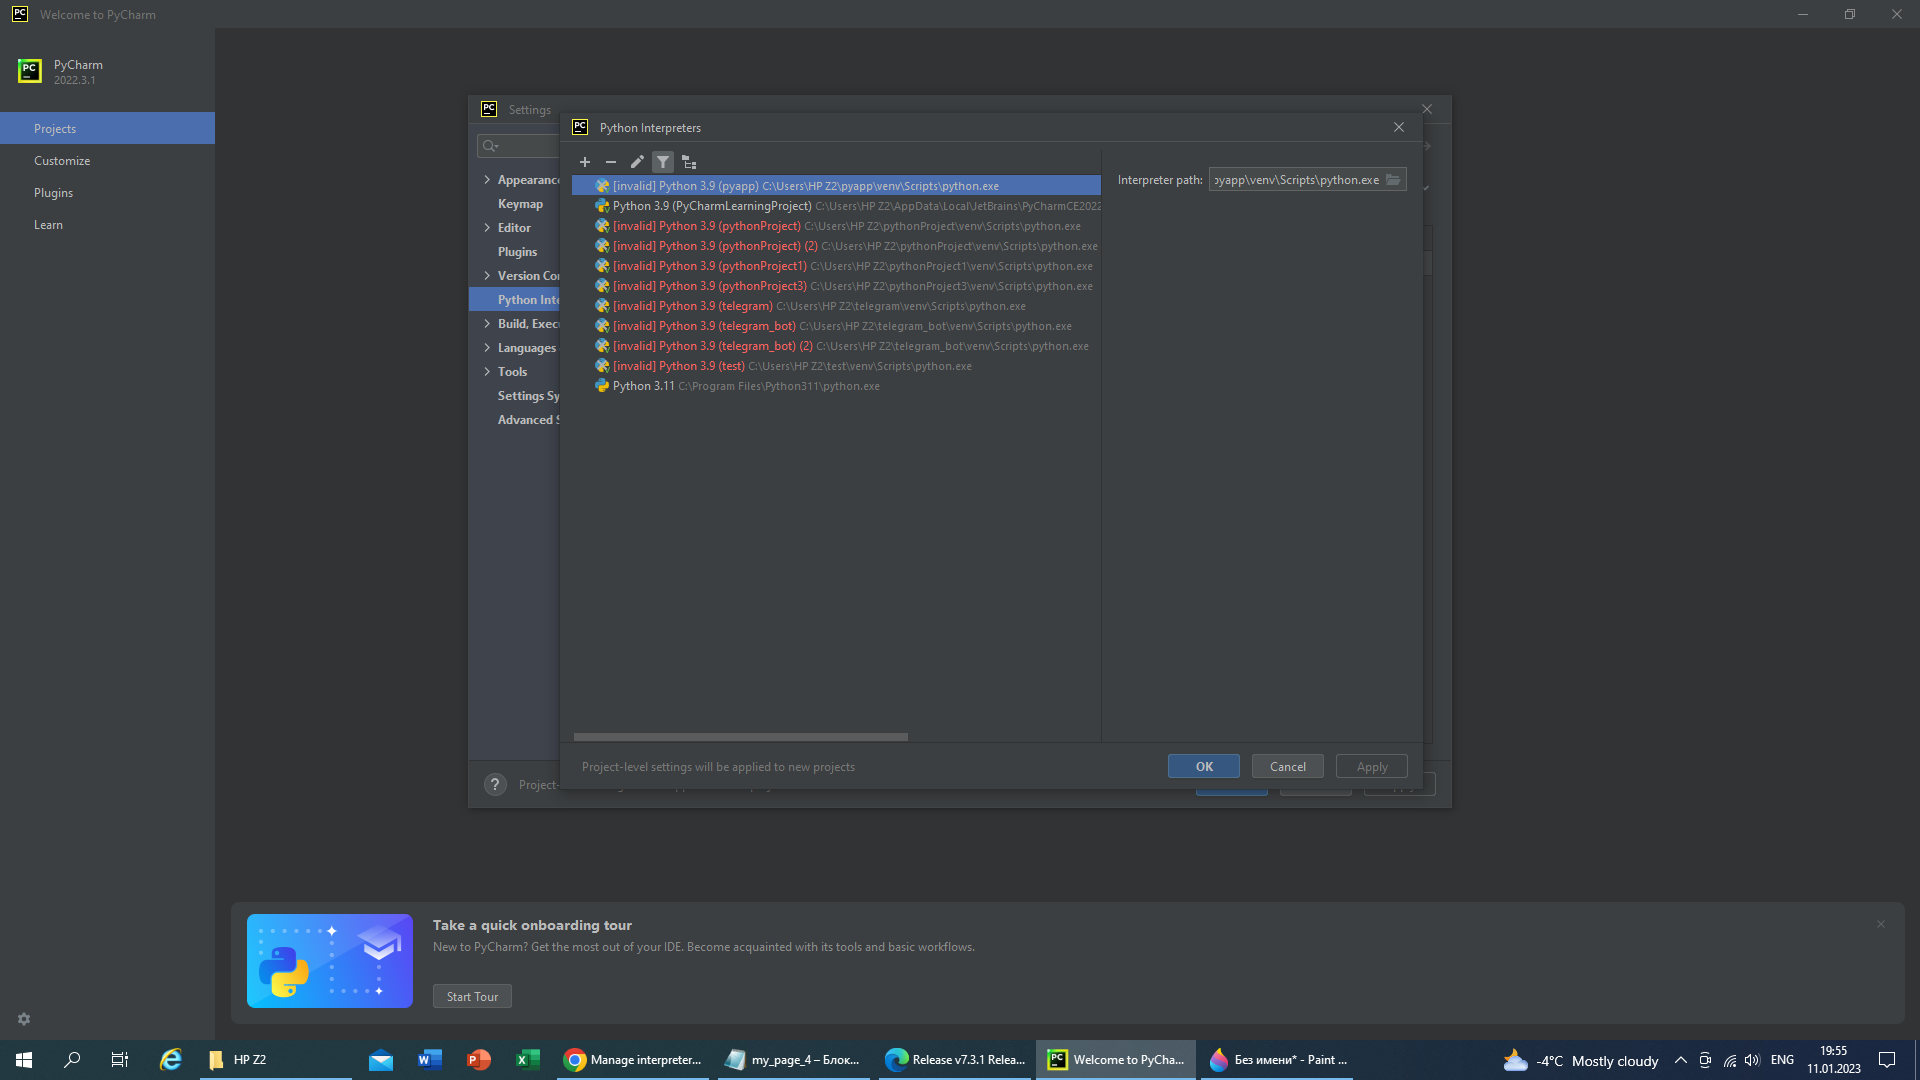 Welcome to PyCharm
PyCharm
2022.3.1
Projects
Customize
Plugins
Learn
Settings
Appearance
Keymap
Editor
Plugins
Version Co
Python Inte
Build, Exec
Languages
Tools
Settings Sy
Advanced S
Python Interpreters
[invalid] Python 3.9 (pyapp) C:\Users\HP Z2\pyapp\venv\Scripts\python.exe
Python 3.9 (PyCharmLearningProject) C:\Users\HP Z2\AppData\Local\JetBrains\PyCharmCE2022
[invalid] Python 3.9 (pythonProject) C:\Users\HP Z2\pythonProject\venv\Scripts\python.exe
[invalid] Python 3.9 (pythonProject) (2) C:\Users\HP Z2\pythonProject\venv\Scripts\python.exe
[invalid] Python 3.9 (pythonProject1) C:\Users\HP Z2\pythonProject1\venv\Scripts\python.exe
[invalid] Python 3.9 (pythonProject3) C:\Users\HP Z2\pythonProject3\venv\Scripts\python.exe
[invalid] Python 3.9 (telegram) C:\Users\HP Z2\telegram\venv\Scripts\python.exe
[invalid] Python 3.9 (telegram_bot) C:\Users\HP Z2\telegram_bot\venv\Scripts\python.exe
[invalid] Python 3.9 (telegram_bot) (2) C:\Users\HP Z2\telegram_bot\venv\Scripts\python.exe
[invalid] Python 3.9 (test) C:\Users\HP Z2\test\venv\Scripts\python.exe
Python 3.11 C:\Program Files\Python311\python.exe
Interpreter path: pyapp\venv\Scripts\python.exe
Project-level settings will be applied to new projects
OK Cancel Apply
? Project-
Take a quick onboarding tour
New to PyCharm? Get the most out of your IDE. Become acquainted with its tools and basic workflows.
Start Tour
HP Z2
Manage interpreter...
my_page_4 – Блок...
Release v7.3.1 Relea...
Welcome to PyCha...
Без имени* - Paint ...
-4°C Mostly cloudy
ENG
19:55
11.01.2023